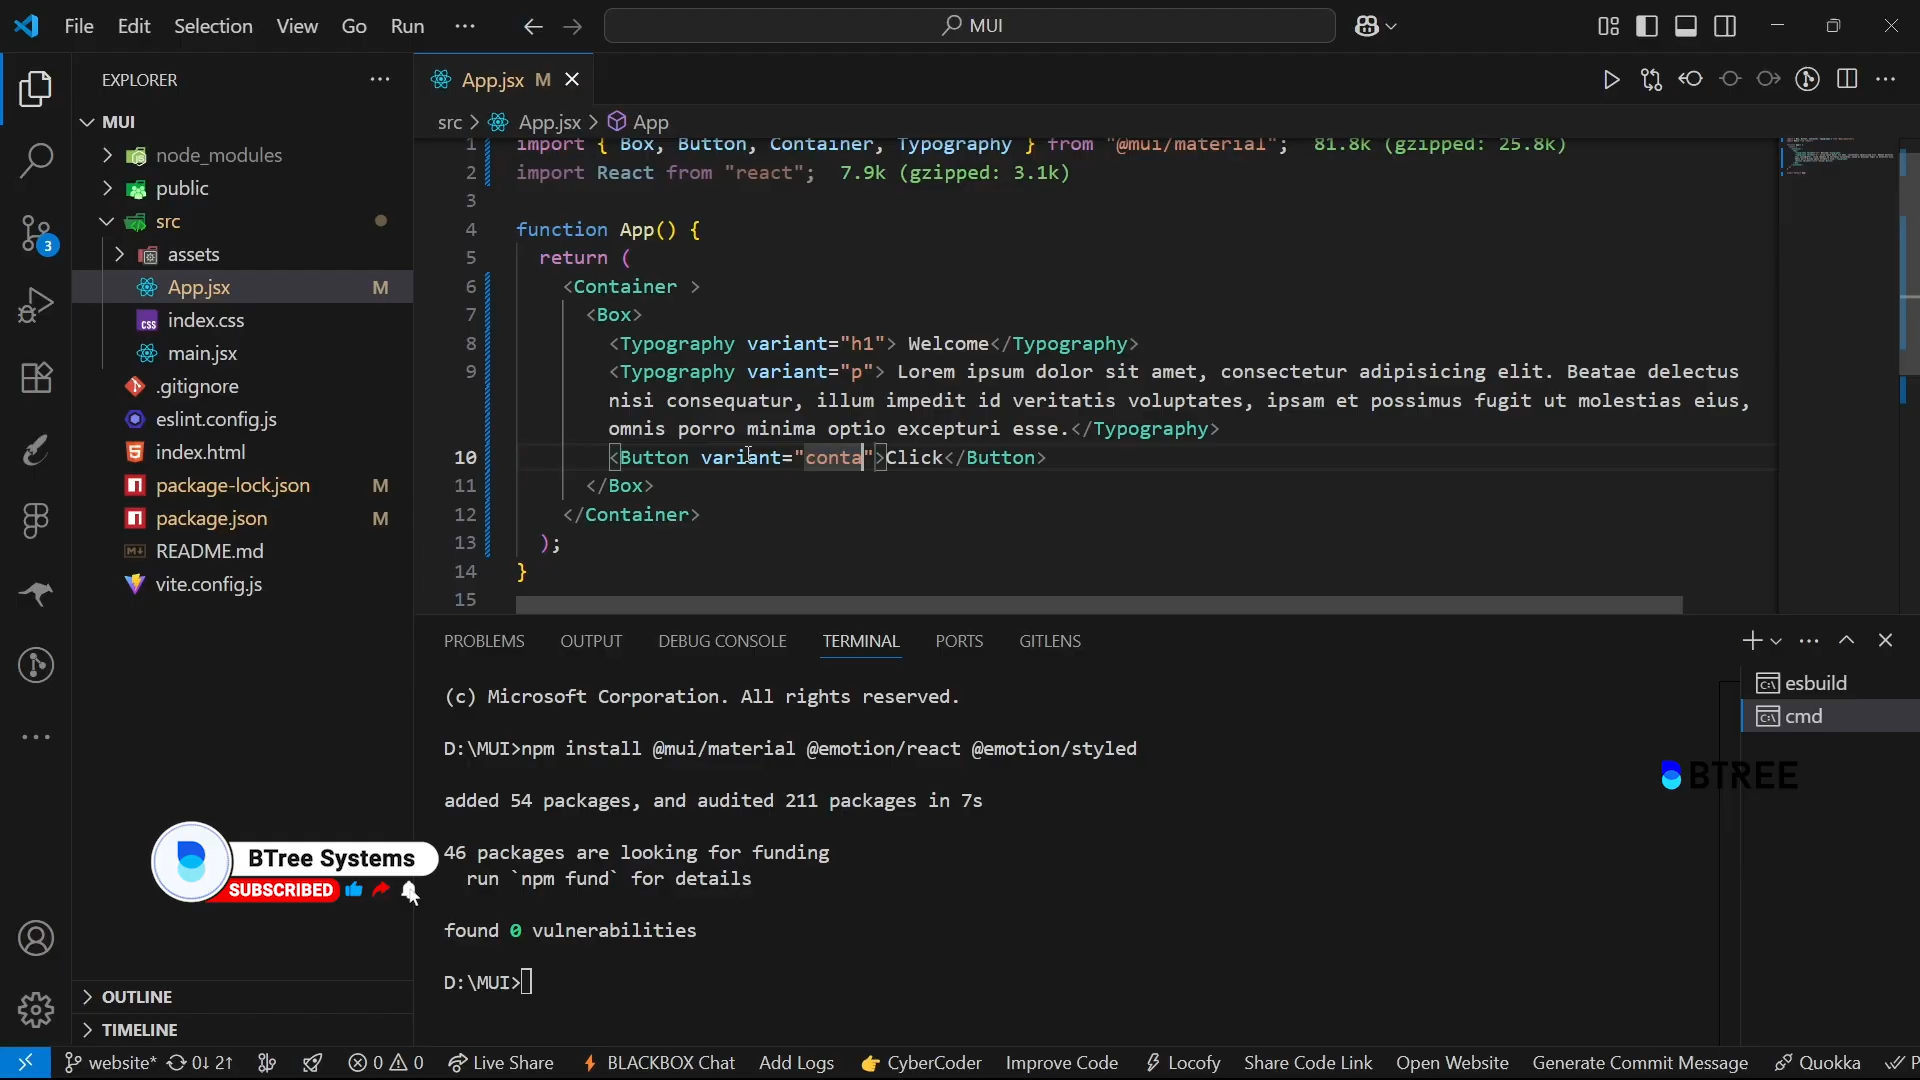 File Edit Selection View Go Run ··· MUI
EXPLORER ···
App.jsx M
MUI
src > App.jsx > App
node_modules
public
src
assets
App.jsx M
index.css
main.jsx
.gitignore
eslint.config.js
index.html
package-lock.json M
package.json M
README.md
vite.config.js
1 import { Box, Button, Container, Typography } from "@mui/material"; 81.8k (gzipped: 25.8k)
2 import React from "react"; 7.9k (gzipped: 3.1k)
3
4 function App() {
5 return (
6 <Container >
7 <Box>
8 <Typography variant="h1"> Welcome</Typography>
9 <Typography variant="p"> Lorem ipsum dolor sit amet, consectetur adipisicing elit. Beatae delectus
nisi consequatur, illum impedit id veritatis voluptates, ipsam et possimus fugit ut molestias eius,
omnis porro minima optio excepturi esse.</Typography>
10 <Button variant="conta">Click</Button>
11 </Box>
12 </Container>
13 );
14 }
15
3
PROBLEMS OUTPUT DEBUG CONSOLE TERMINAL PORTS GITLENS
(c) Microsoft Corporation. All rights reserved.
D:\MUI>npm install @mui/material @emotion/react @emotion/styled
added 54 packages, and audited 211 packages in 7s
46 packages are looking for funding
run `npm fund` for details
found 0 vulnerabilities
D:\MUI>
esbuild
cmd
BTREE
BTree Systems
SUBSCRIBED
OUTLINE
TIMELINE
website* 0↓ 2↑ 0 0 Live Share BLACKBOX Chat Add Logs CyberCoder Improve Code Locofy Share Code Link Open Website Generate Commit Message Quokka